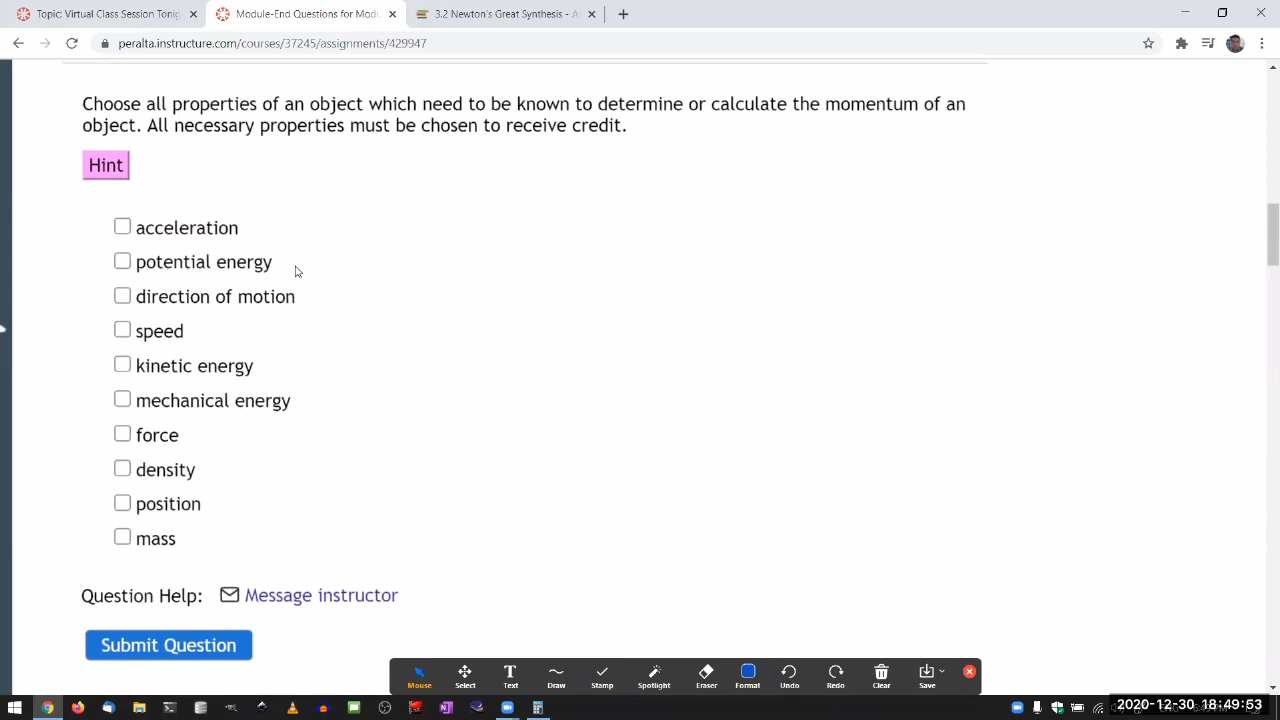 Topic: Virtual Class Session Tonig
Module-End Questions for Modu
3.2 Newton's Great Synthesis - A
peralta.instructure.com/courses/37245/assignments/429947
Choose all properties of an object which need to be known to determine or calculate the momentum of an
object. All necessary properties must be chosen to receive credit.
Hint
acceleration
potential energy
direction of motion
speed
kinetic energy
mechanical energy
force
density
position
mass
Question Help: Message instructor
Submit Question
Mouse Select Text Draw Stamp Spotlight Eraser Format Undo Redo Clear Save
2020-12-30 18:49:53